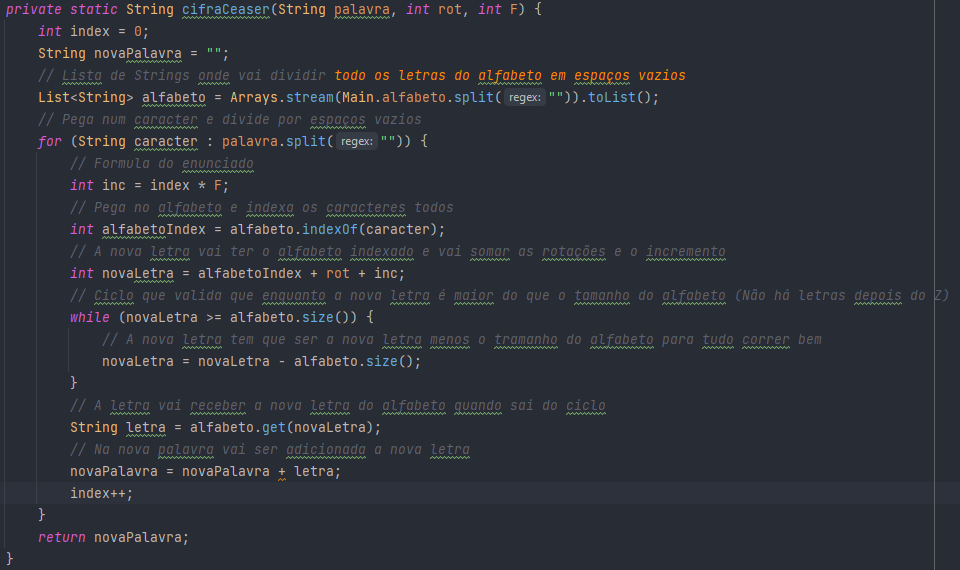 private static String cifraCeaser(String palavra, int rot, int F) {
int index = 0;
String novaPalavra = "";
// Lista de Strings onde vai dividir todo os letras do alfabeto em espaços vazios
List<String> alfabeto = Arrays.stream(Main.alfabeto.split( regex: "")).toList();
// Pega num caracter e divide por espaços vazios
for (String caracter : palavra.split( regex: "")) {
// Formula do enunciado
int inc = index * F;
// Pega no alfabeto e indexa os caracteres todos
int alfabetoIndex = alfabeto.indexOf(caracter);
// A nova letra vai ter o alfabeto indexado e vai somar as rotações e o incremento
int novaLetra = alfabetoIndex + rot + inc;
// Ciclo que valida que enquanto a nova letra é maior do que o tamanho do alfabeto (Não há letras depois do Z)
while (novaLetra >= alfabeto.size()) {
// A nova letra tem que ser a nova letra menos o tramanho do alfabeto para tudo correr bem
novaLetra = novaLetra - alfabeto.size();
}
// A letra vai receber a nova letra do alfabeto quando sai do ciclo
String letra = alfabeto.get(novaLetra);
// Na nova palavra vai ser adicionada a nova letra
novaPalavra = novaPalavra + letra;
index++;
}
return novaPalavra;
}